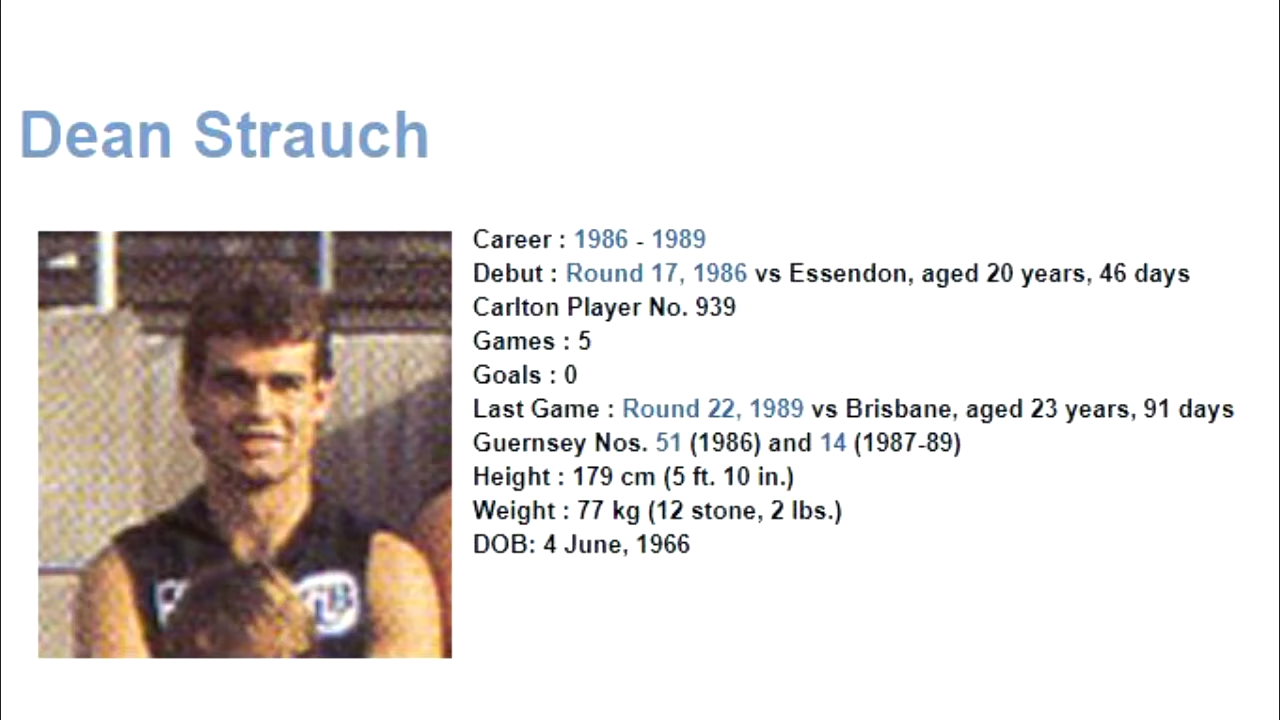 Dean Strauch
Career : 1986 - 1989
Debut : Round 17, 1986 vs Essendon, aged 20 years, 46 days
Carlton Player No. 939
Games : 5
Goals : 0
Last Game : Round 22, 1989 vs Brisbane, aged 23 years, 91 days
Guernsey Nos. 51 (1986) and 14 (1987-89)
Height : 179 cm (5 ft. 10 in.)
Weight : 77 kg (12 stone, 2 lbs.)
DOB: 4 June, 1966